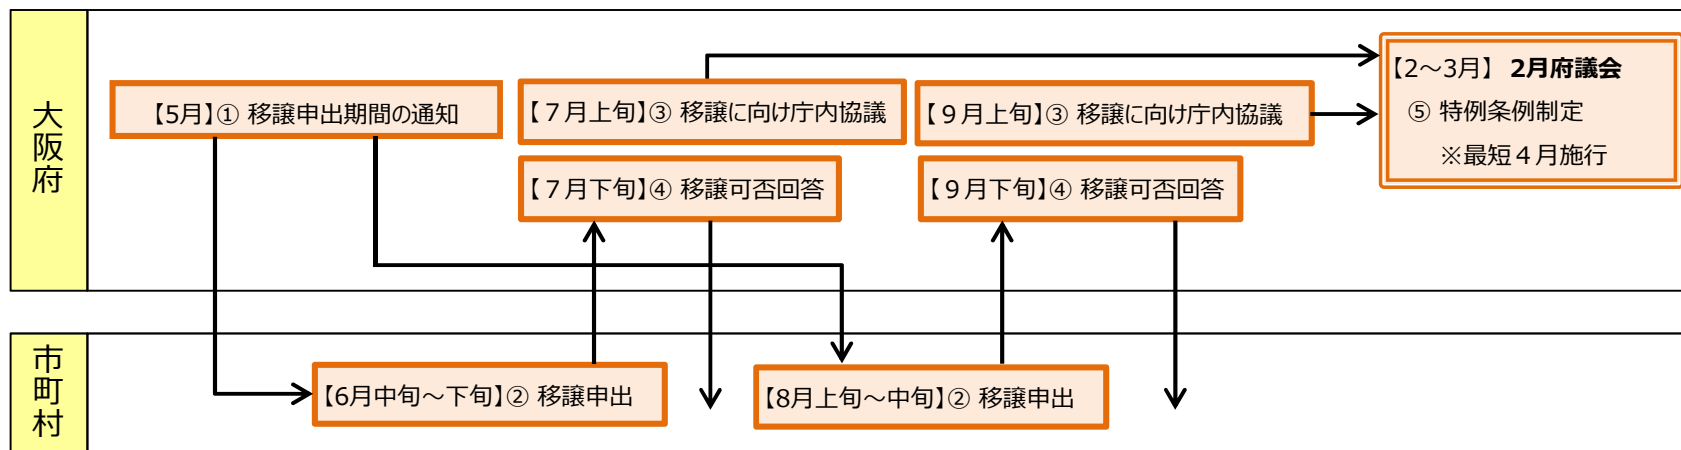 大阪府
【5月】① 移譲申出期間の通知
【７月上旬】③ 移譲に向け庁内協議
【９月上旬】③ 移譲に向け庁内協議
【2～3月】 2月府議会
⑤ 特例条例制定
※最短４月施行
【７月下旬】④ 移譲可否回答
【９月下旬】④ 移譲可否回答
市町村
【6月中旬～下旬】② 移譲申出
【8月上旬～中旬】② 移譲申出